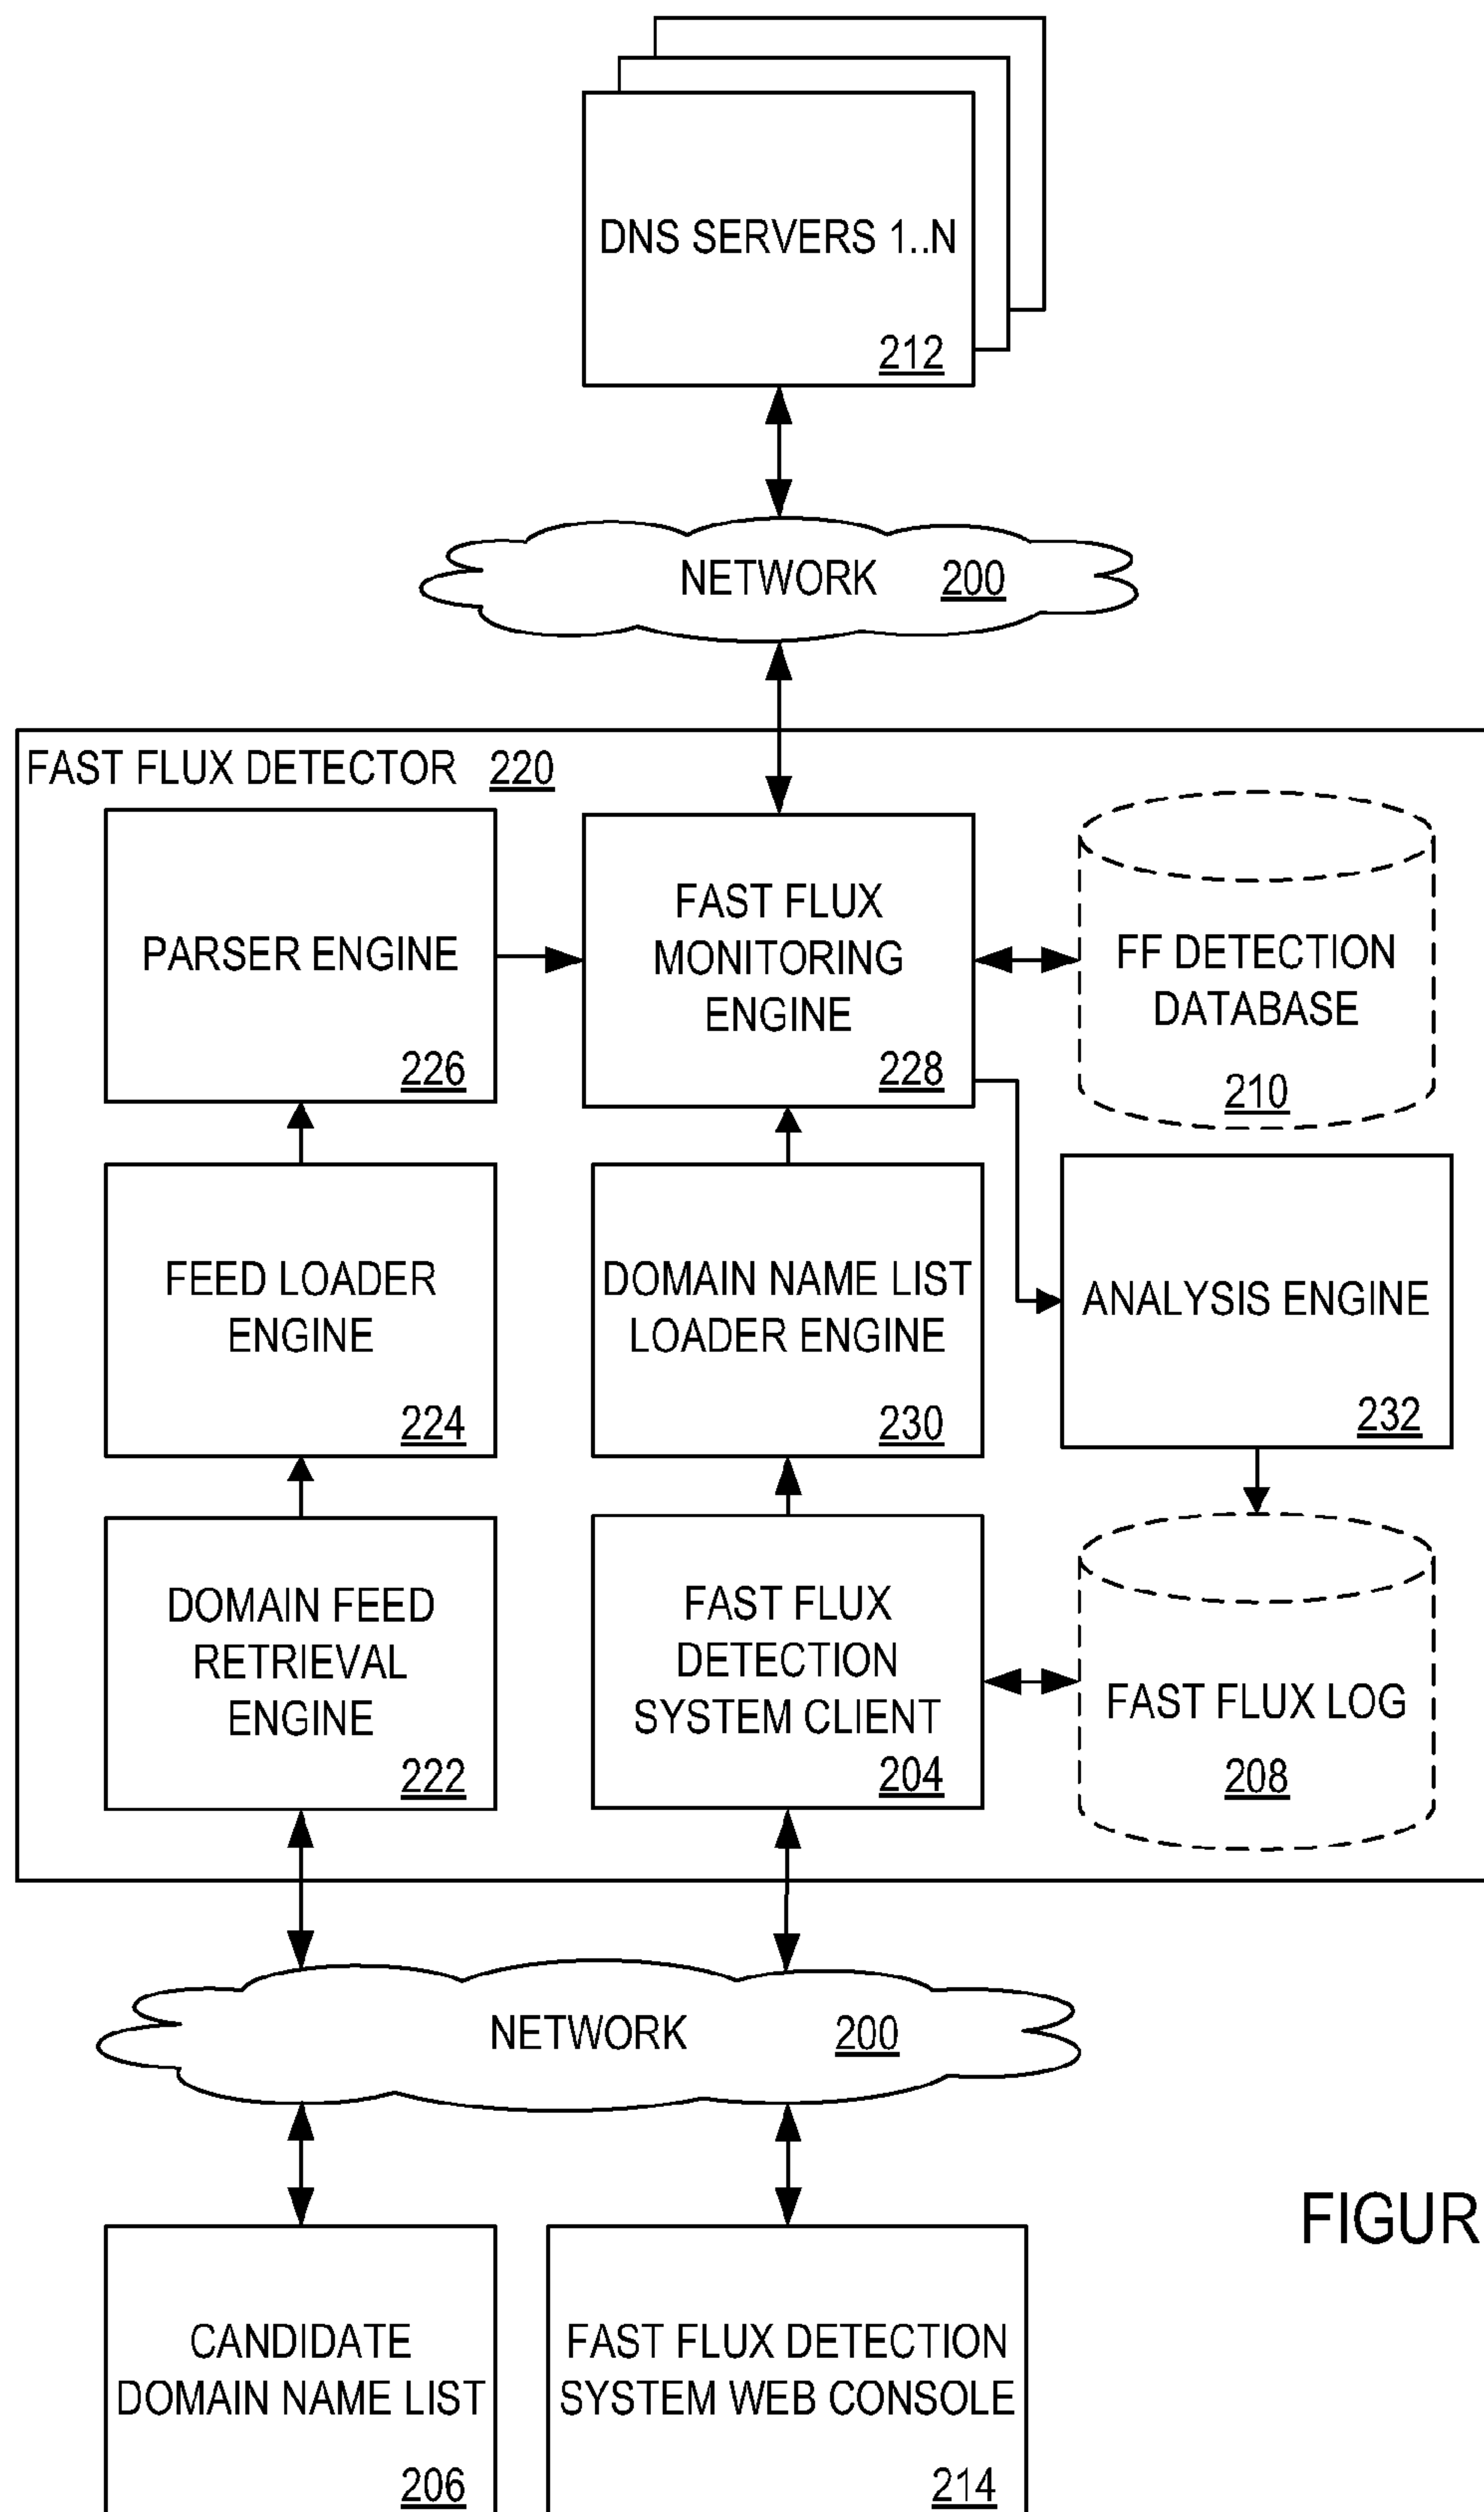 DNS SERVERS 1..N
212
NETWORK 200
FAST FLUX DETECTOR 220
PARSER ENGINE
226
FAST FLUX
MONITORING
ENGINE
228
FF DETECTION
DATABASE
210
FEED LOADER
ENGINE
224
DOMAIN NAME LIST
LOADER ENGINE
230
ANALYSIS ENGINE
232
DOMAIN FEED
RETRIEVAL
ENGINE
222
FAST FLUX
DETECTION
SYSTEM CLIENT
204
FAST FLUX LOG
208
NETWORK 200
FIGUR
CANDIDATE
DOMAIN NAME LIST
206
FAST FLUX DETECTION
SYSTEM WEB CONSOLE
214